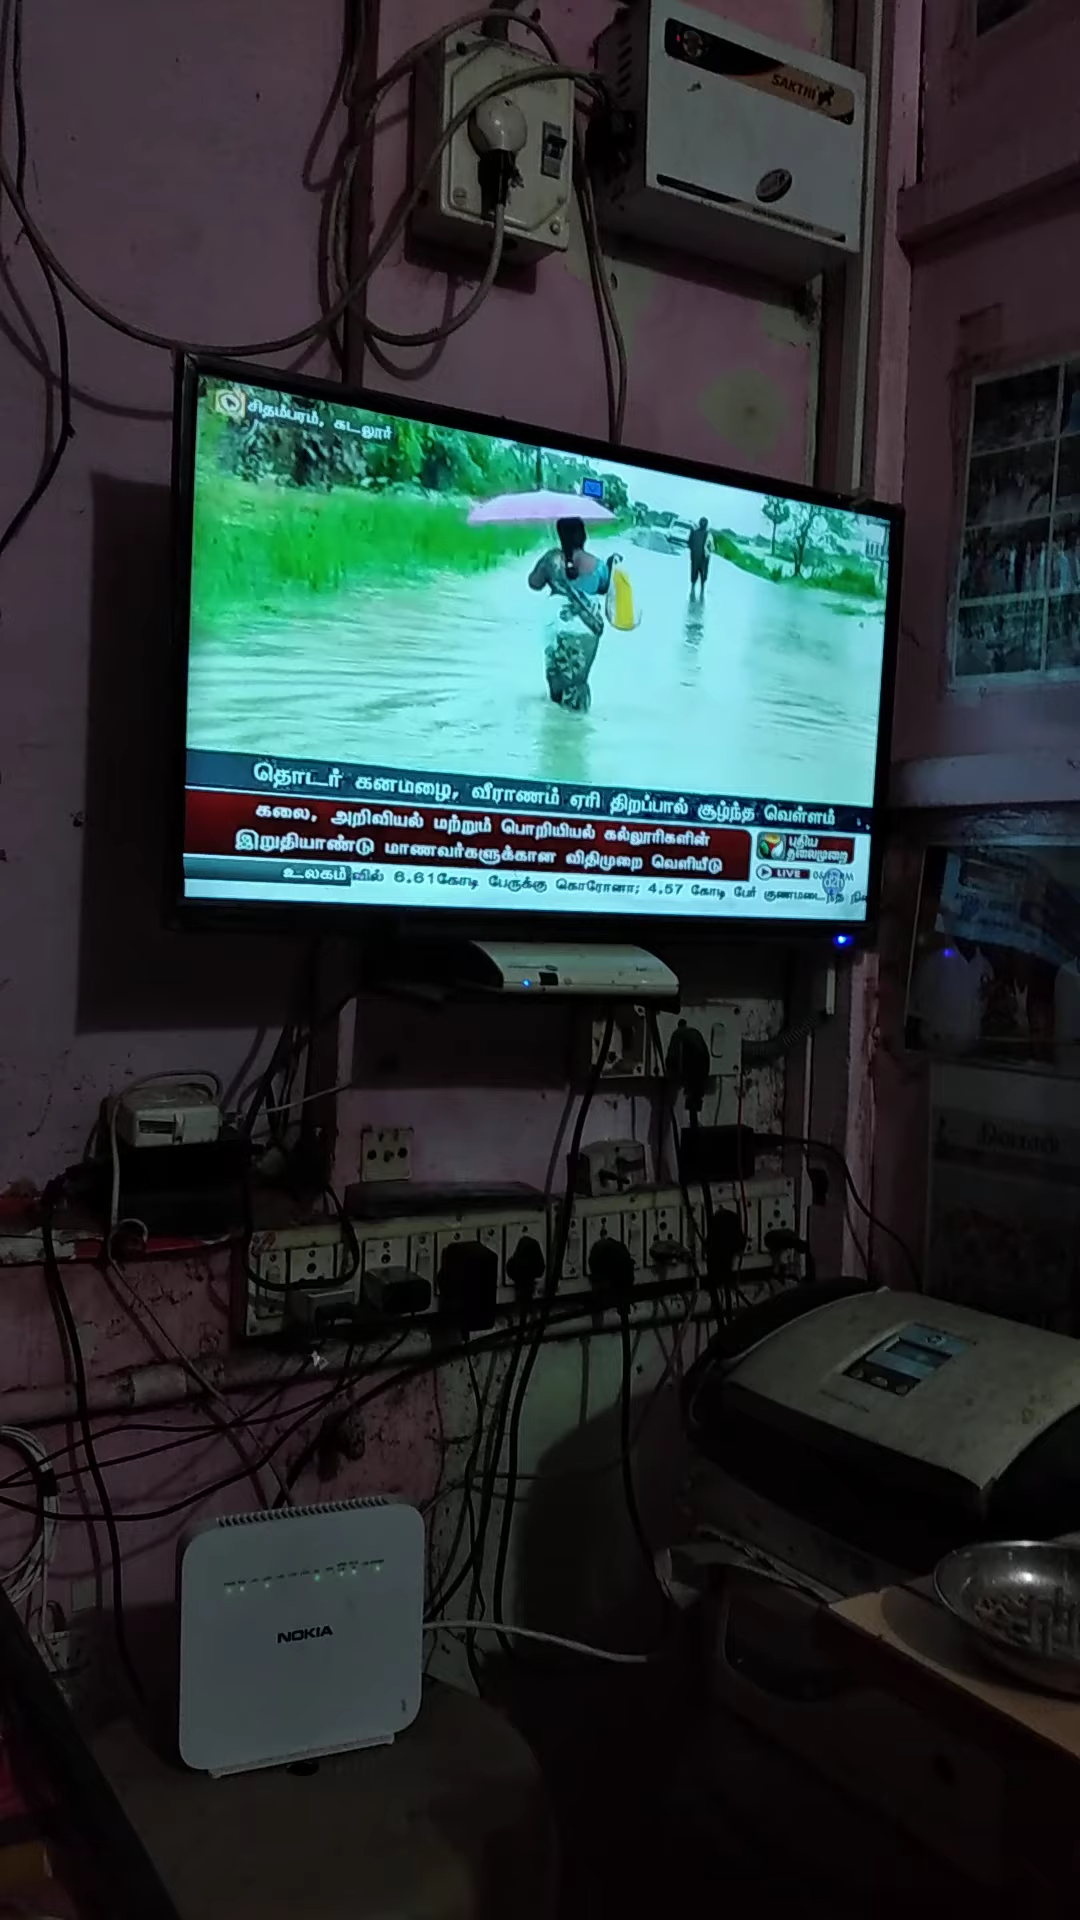 SAKTHI
சிதம்பரம், கடலூர்
தொடர் கனமழை, வீராணம் ஏரி திறப்பால் சூழ்ந்த வெள்ளம்
கலை, அறிவியல் மற்றும் பொறியியல் கல்லூரிகளின்
இறுதியாண்டு மாணவர்களுக்கான விதிமுறை வெளியீடு
புதிய
தலைமுறை
LIVE
உலகம் வில் 6.61கோடி பேருக்கு கொரோனா; 4.57 கோடி பேர் குணமடைந்த
NOKIA